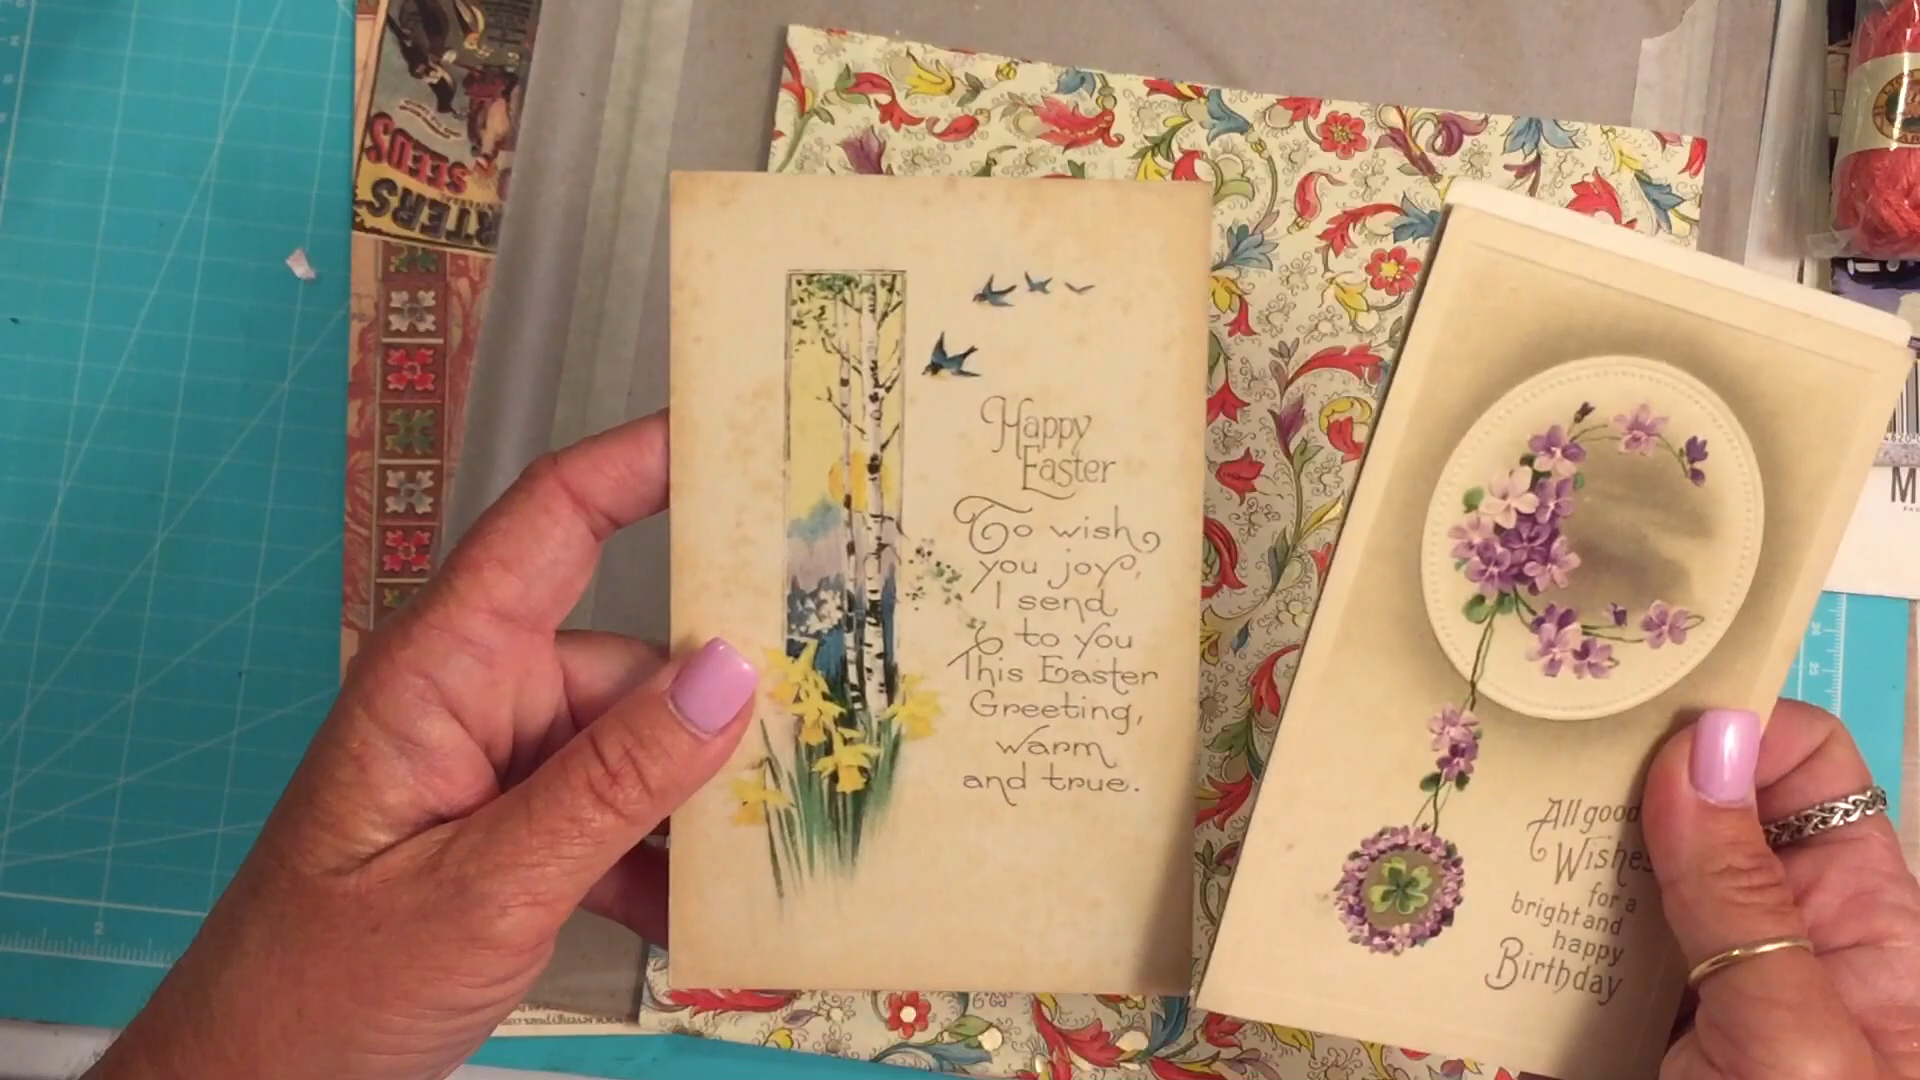 SEEDS
Happy
Easter
To wish
you joy,
I send
to you
This Easter
Greeting,
warm
and true.
All good
Wishes
for a
bright and
happy
Birthday
2
M